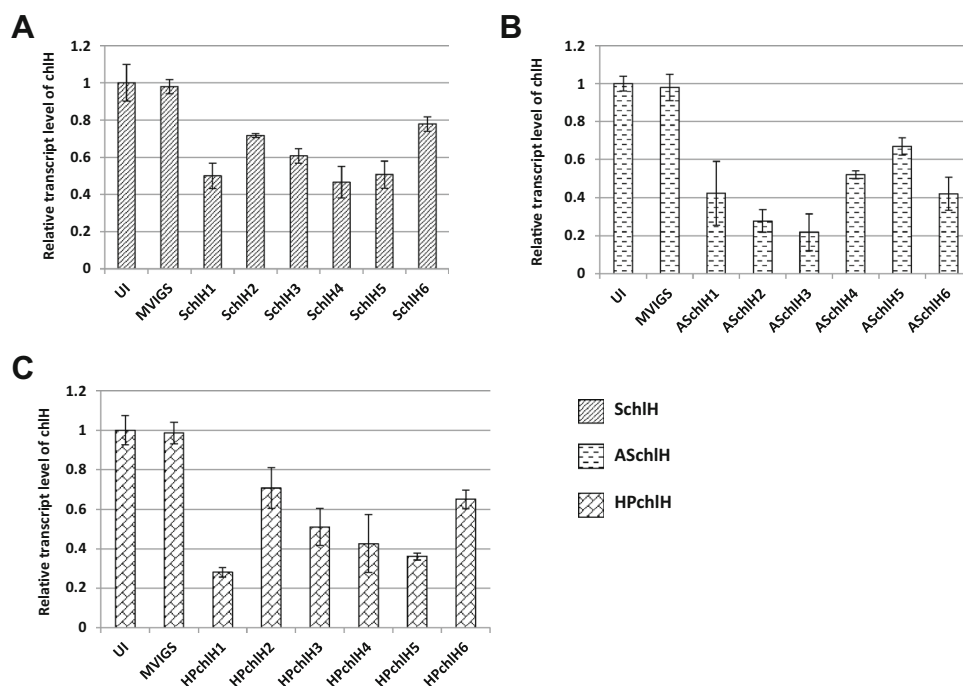 A
Relative transcript level of chlH
1.2
1
0.8
0.6
0.4
0.2
0
UI
MVIGS
SchlH1
SchlH2
SchlH3
SchlH4
SchlH5
SchlH6
B
Relative transcript level of chlH
1.2
1
0.8
0.6
0.4
0.2
0
UI
MVIGS
ASchlH1
ASchlH2
ASchlH3
ASchlH4
ASchlH5
ASchlH6
C
Relative transcript level of chlH
1.2
1
0.8
0.6
0.4
0.2
0
UI
MVIGS
HPchlH1
HPchlH2
HPchlH3
HPchlH4
HPchlH5
HPchlH6
SchlH
ASchlH
HPchlH